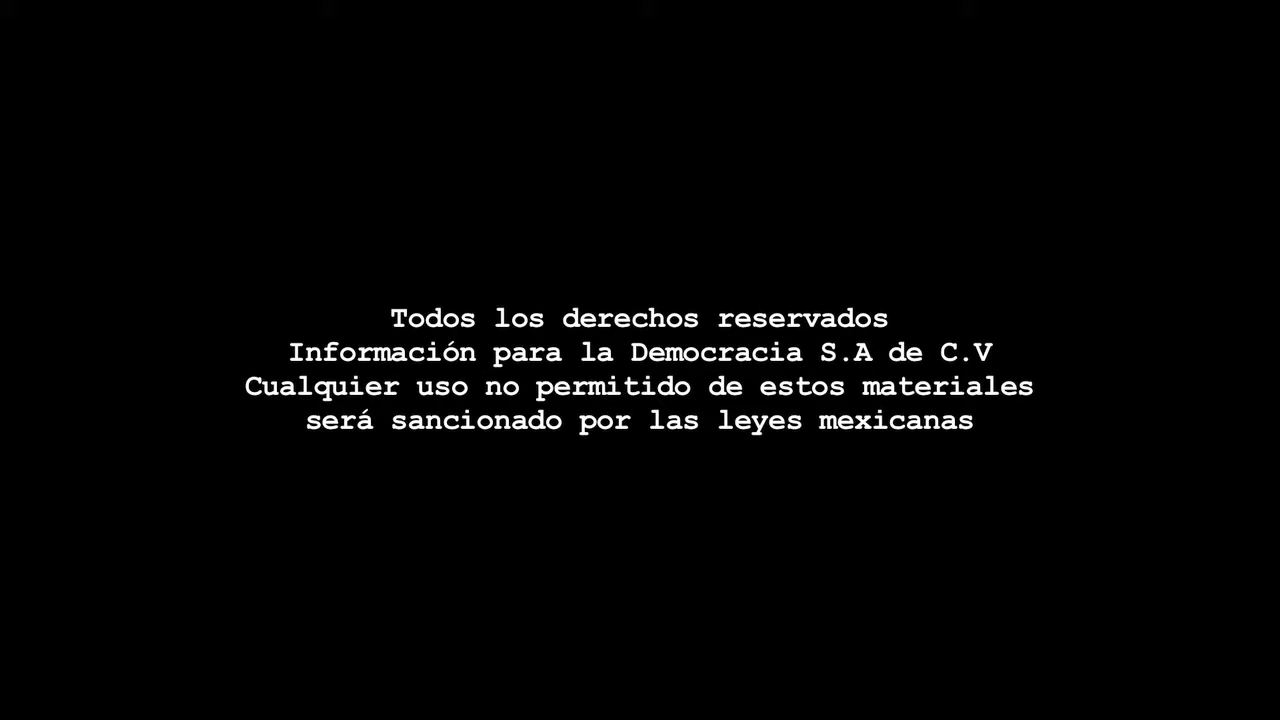 Todos los derechos reservados
Información para la Democracia S.A de C.V
Cualquier uso no permitido de estos materiales
será sancionado por las leyes mexicanas